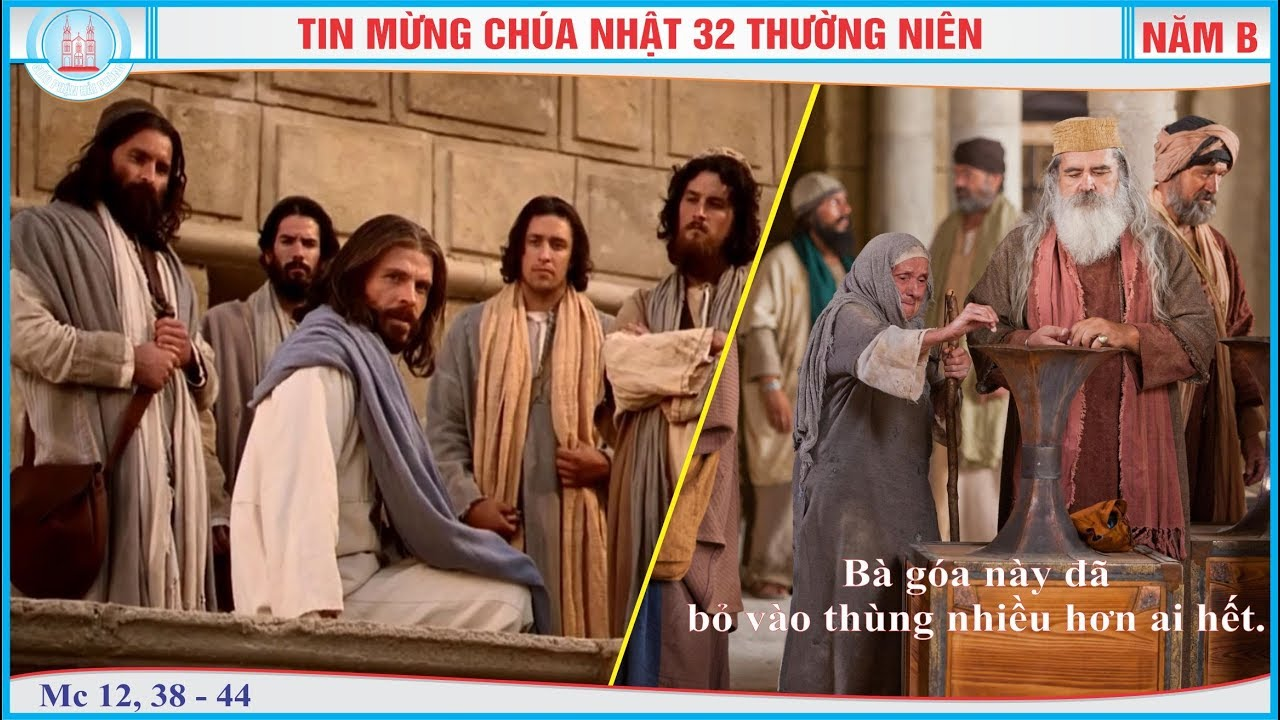 TIN MỪNG CHÚA NHẬT 32 THƯỜNG NIÊN
NĂM B
Bà góa này đã
bỏ vào thùng nhiều hơn ai hết.
Mc 12, 38 - 44